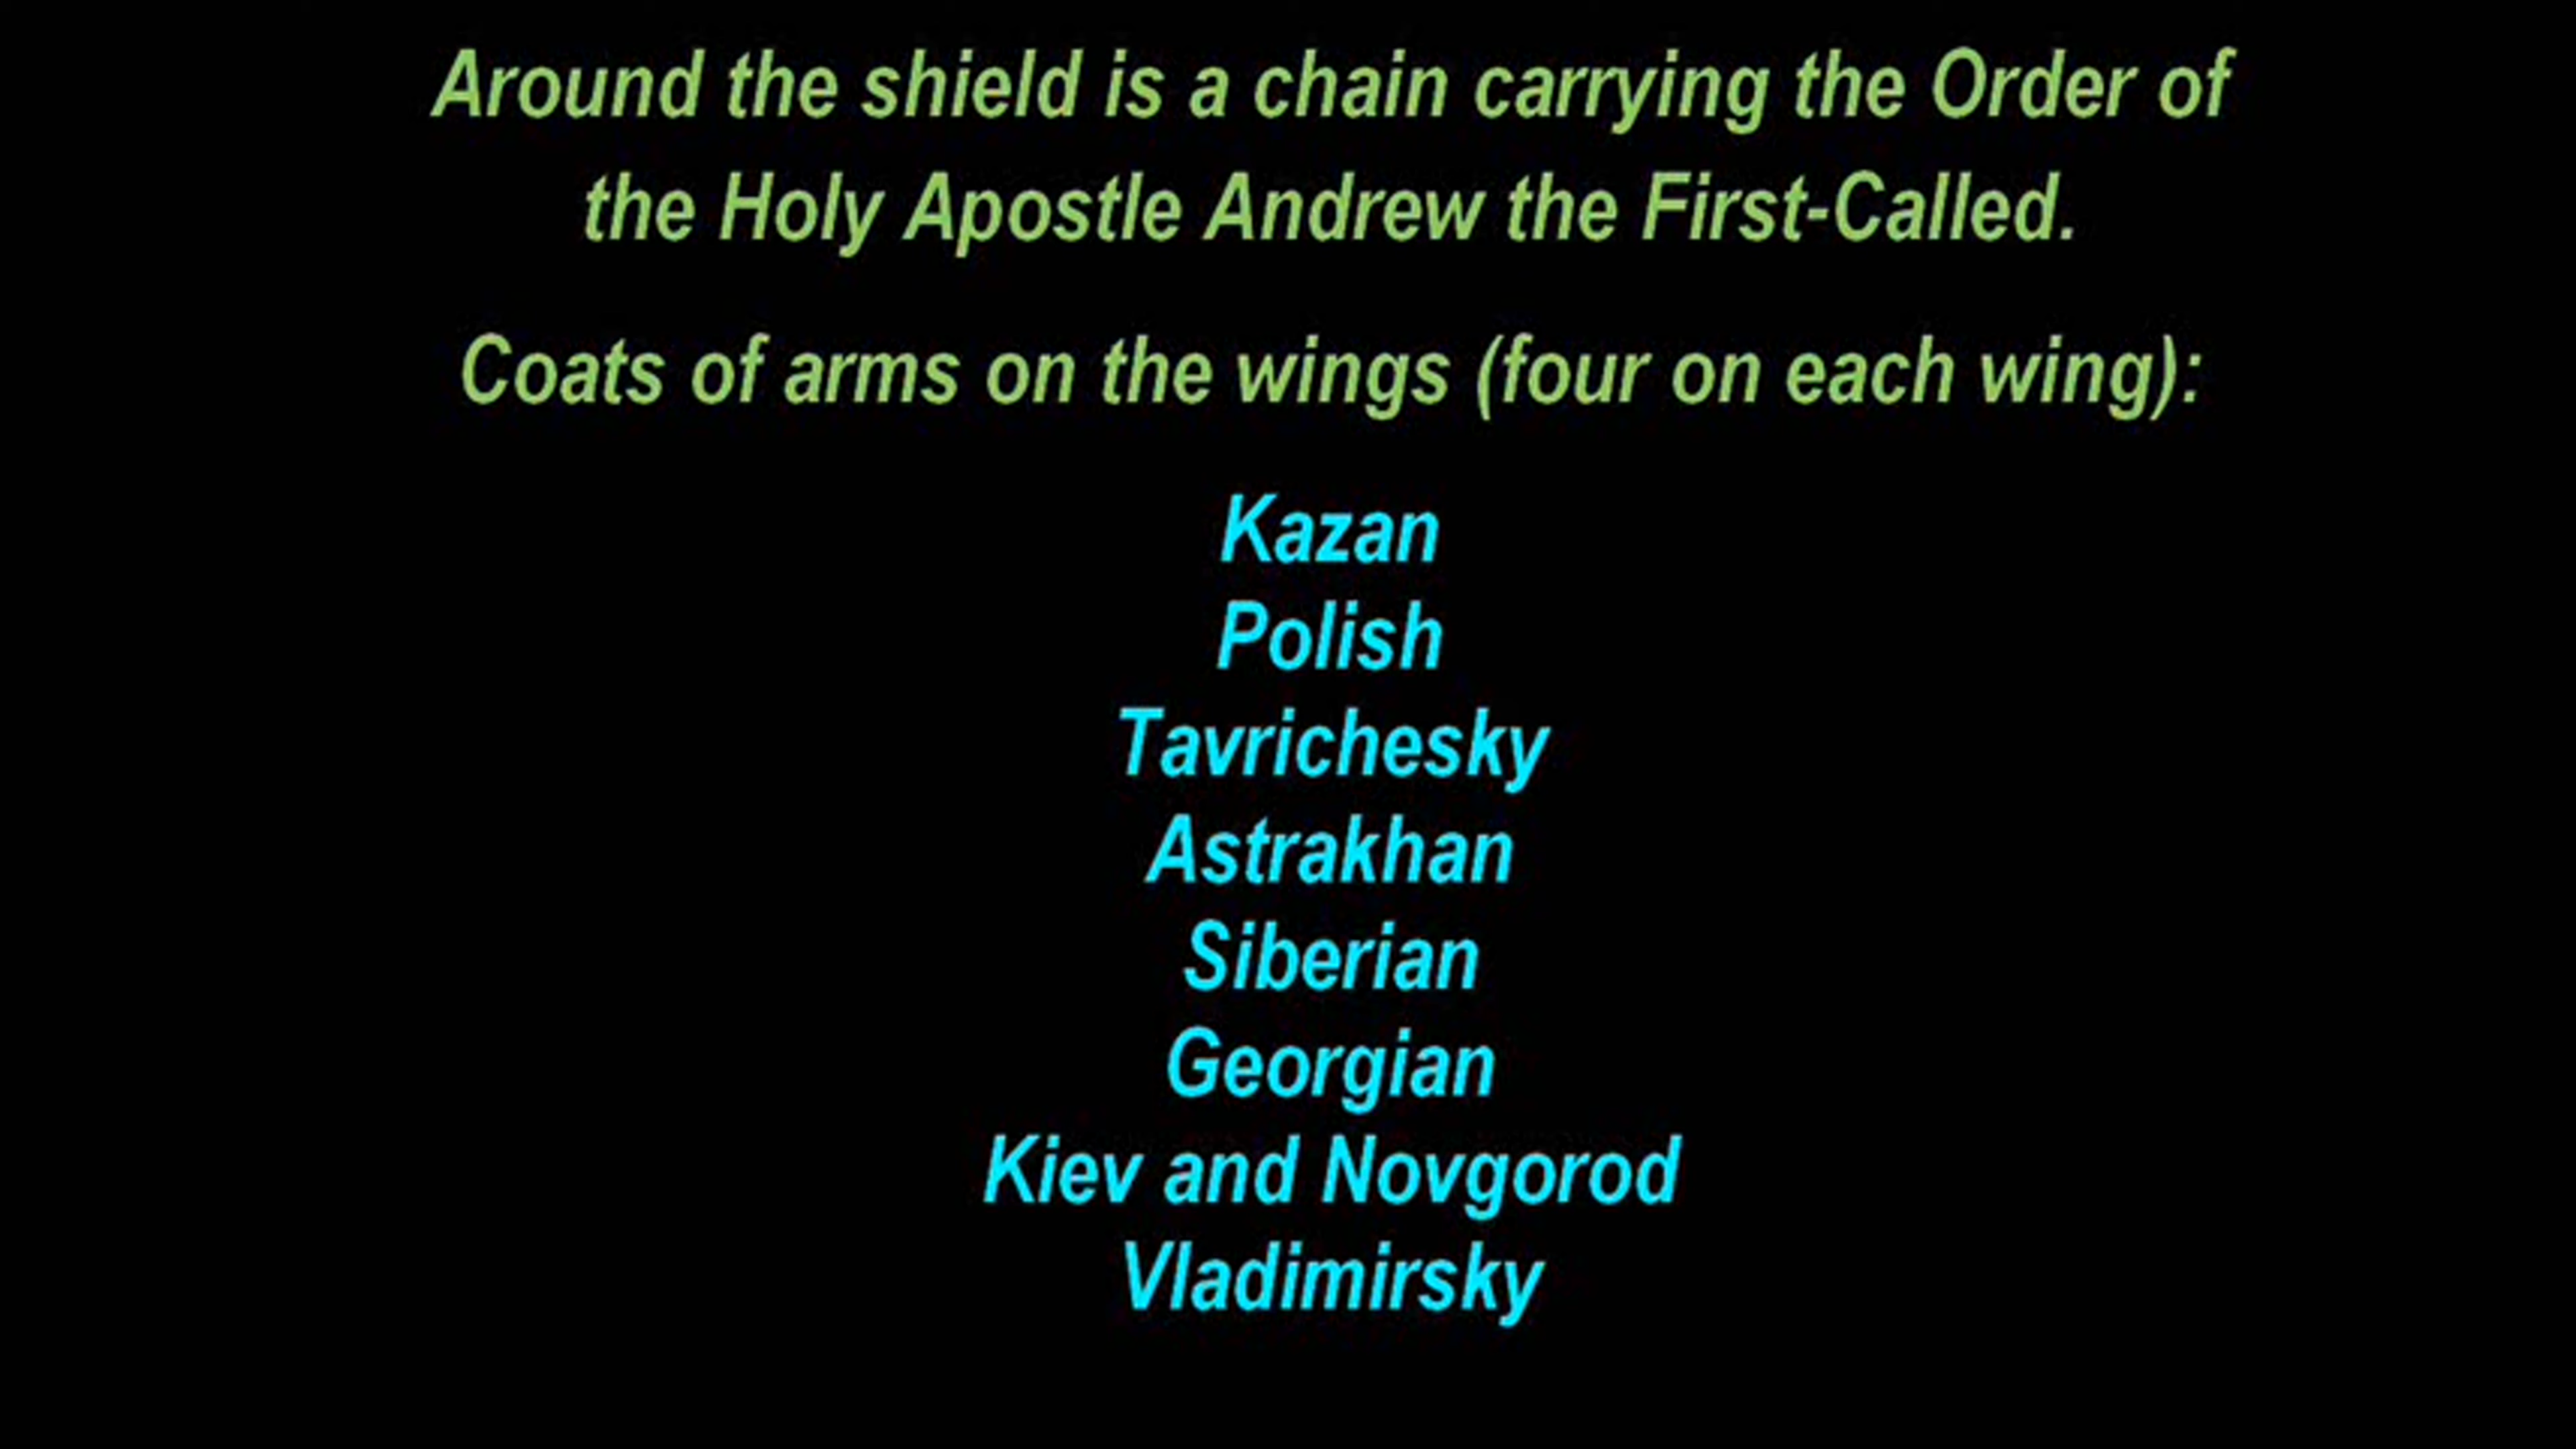 Around the shield is a chain carrying the Order of
the Holy Apostle Andrew the First-Called.
Coats of arms on the wings (four on each wing):
Kazan
Polish
Tavrichesky
Astrakhan
Siberian
Georgian
Kiev and Novgorod
Vladimirsky